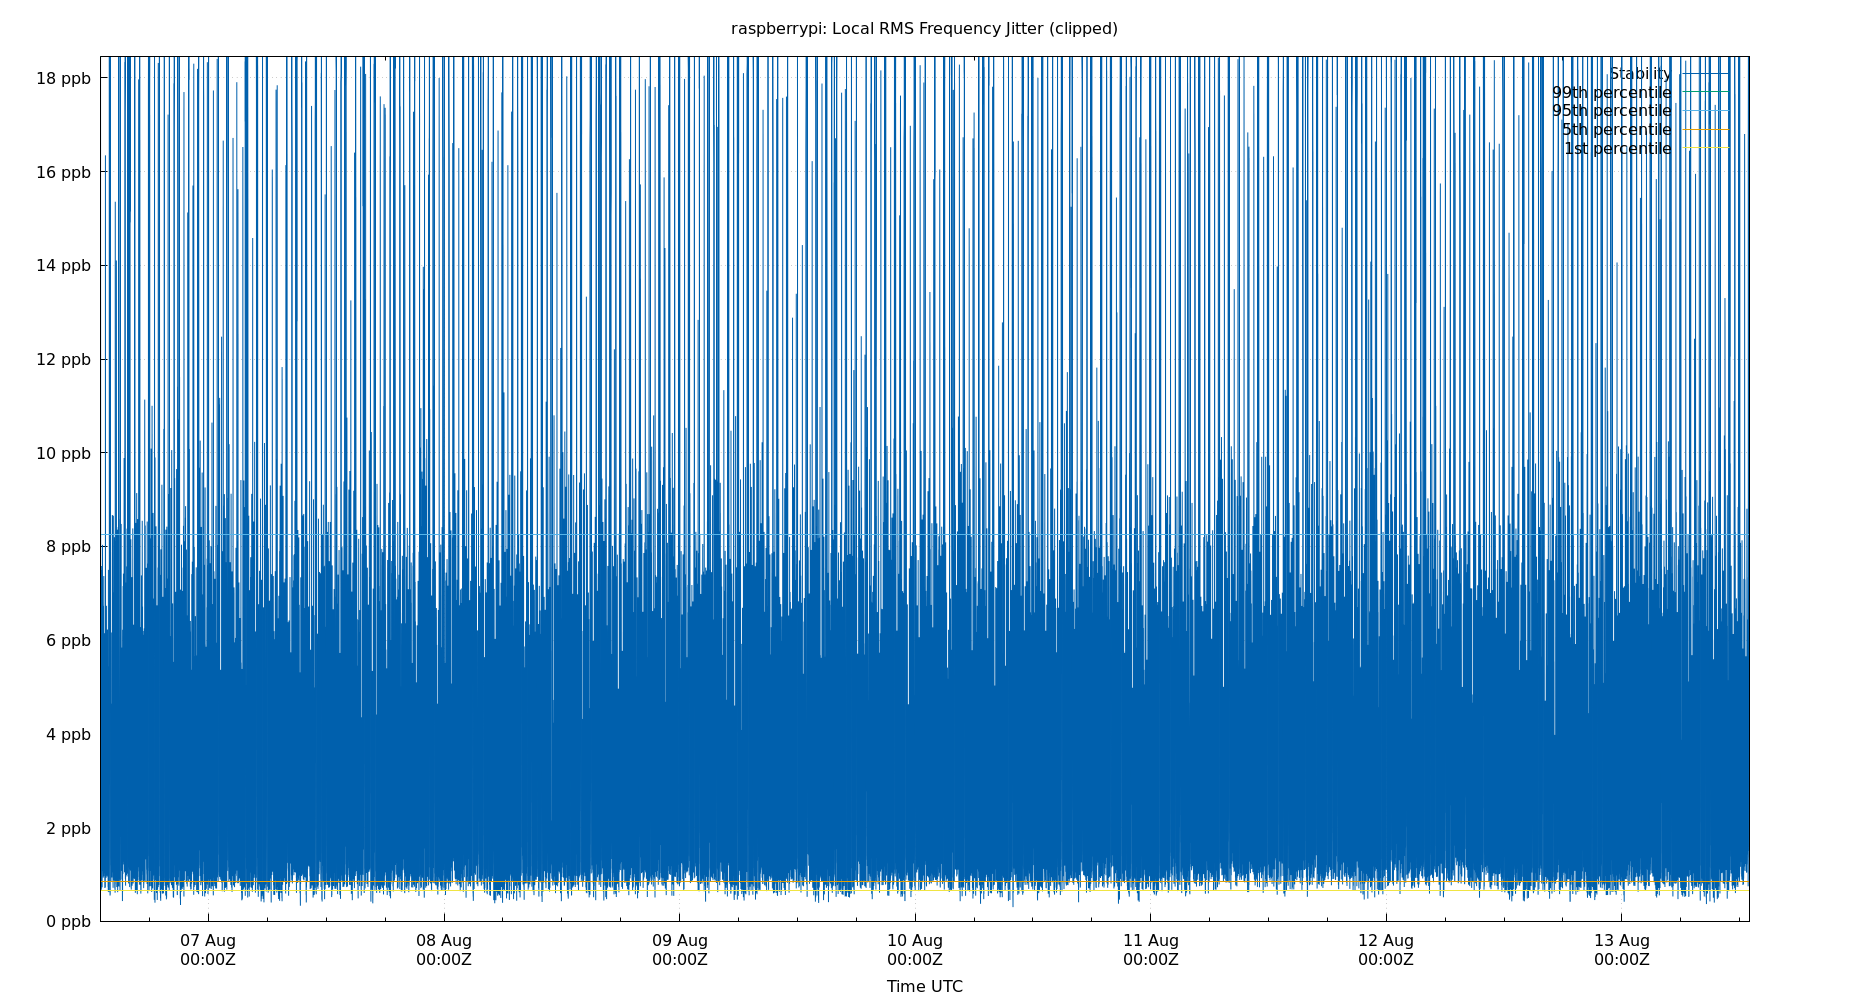 raspberrypi: Local RMS Frequency Jitter (clipped)
18 ppb
16 ppb
14 ppb
12 ppb
10 ppb
8 ppb
6 ppb
4 ppb
2 ppb
0 ppb
Stability
99th percentile
95th percentile
5th percentile
1st percentile
07 Aug
00:00Z
08 Aug
00:00Z
09 Aug
00:00Z
10 Aug
00:00Z
11 Aug
00:00Z
12 Aug
00:00Z
13 Aug
00:00Z
Time UTC